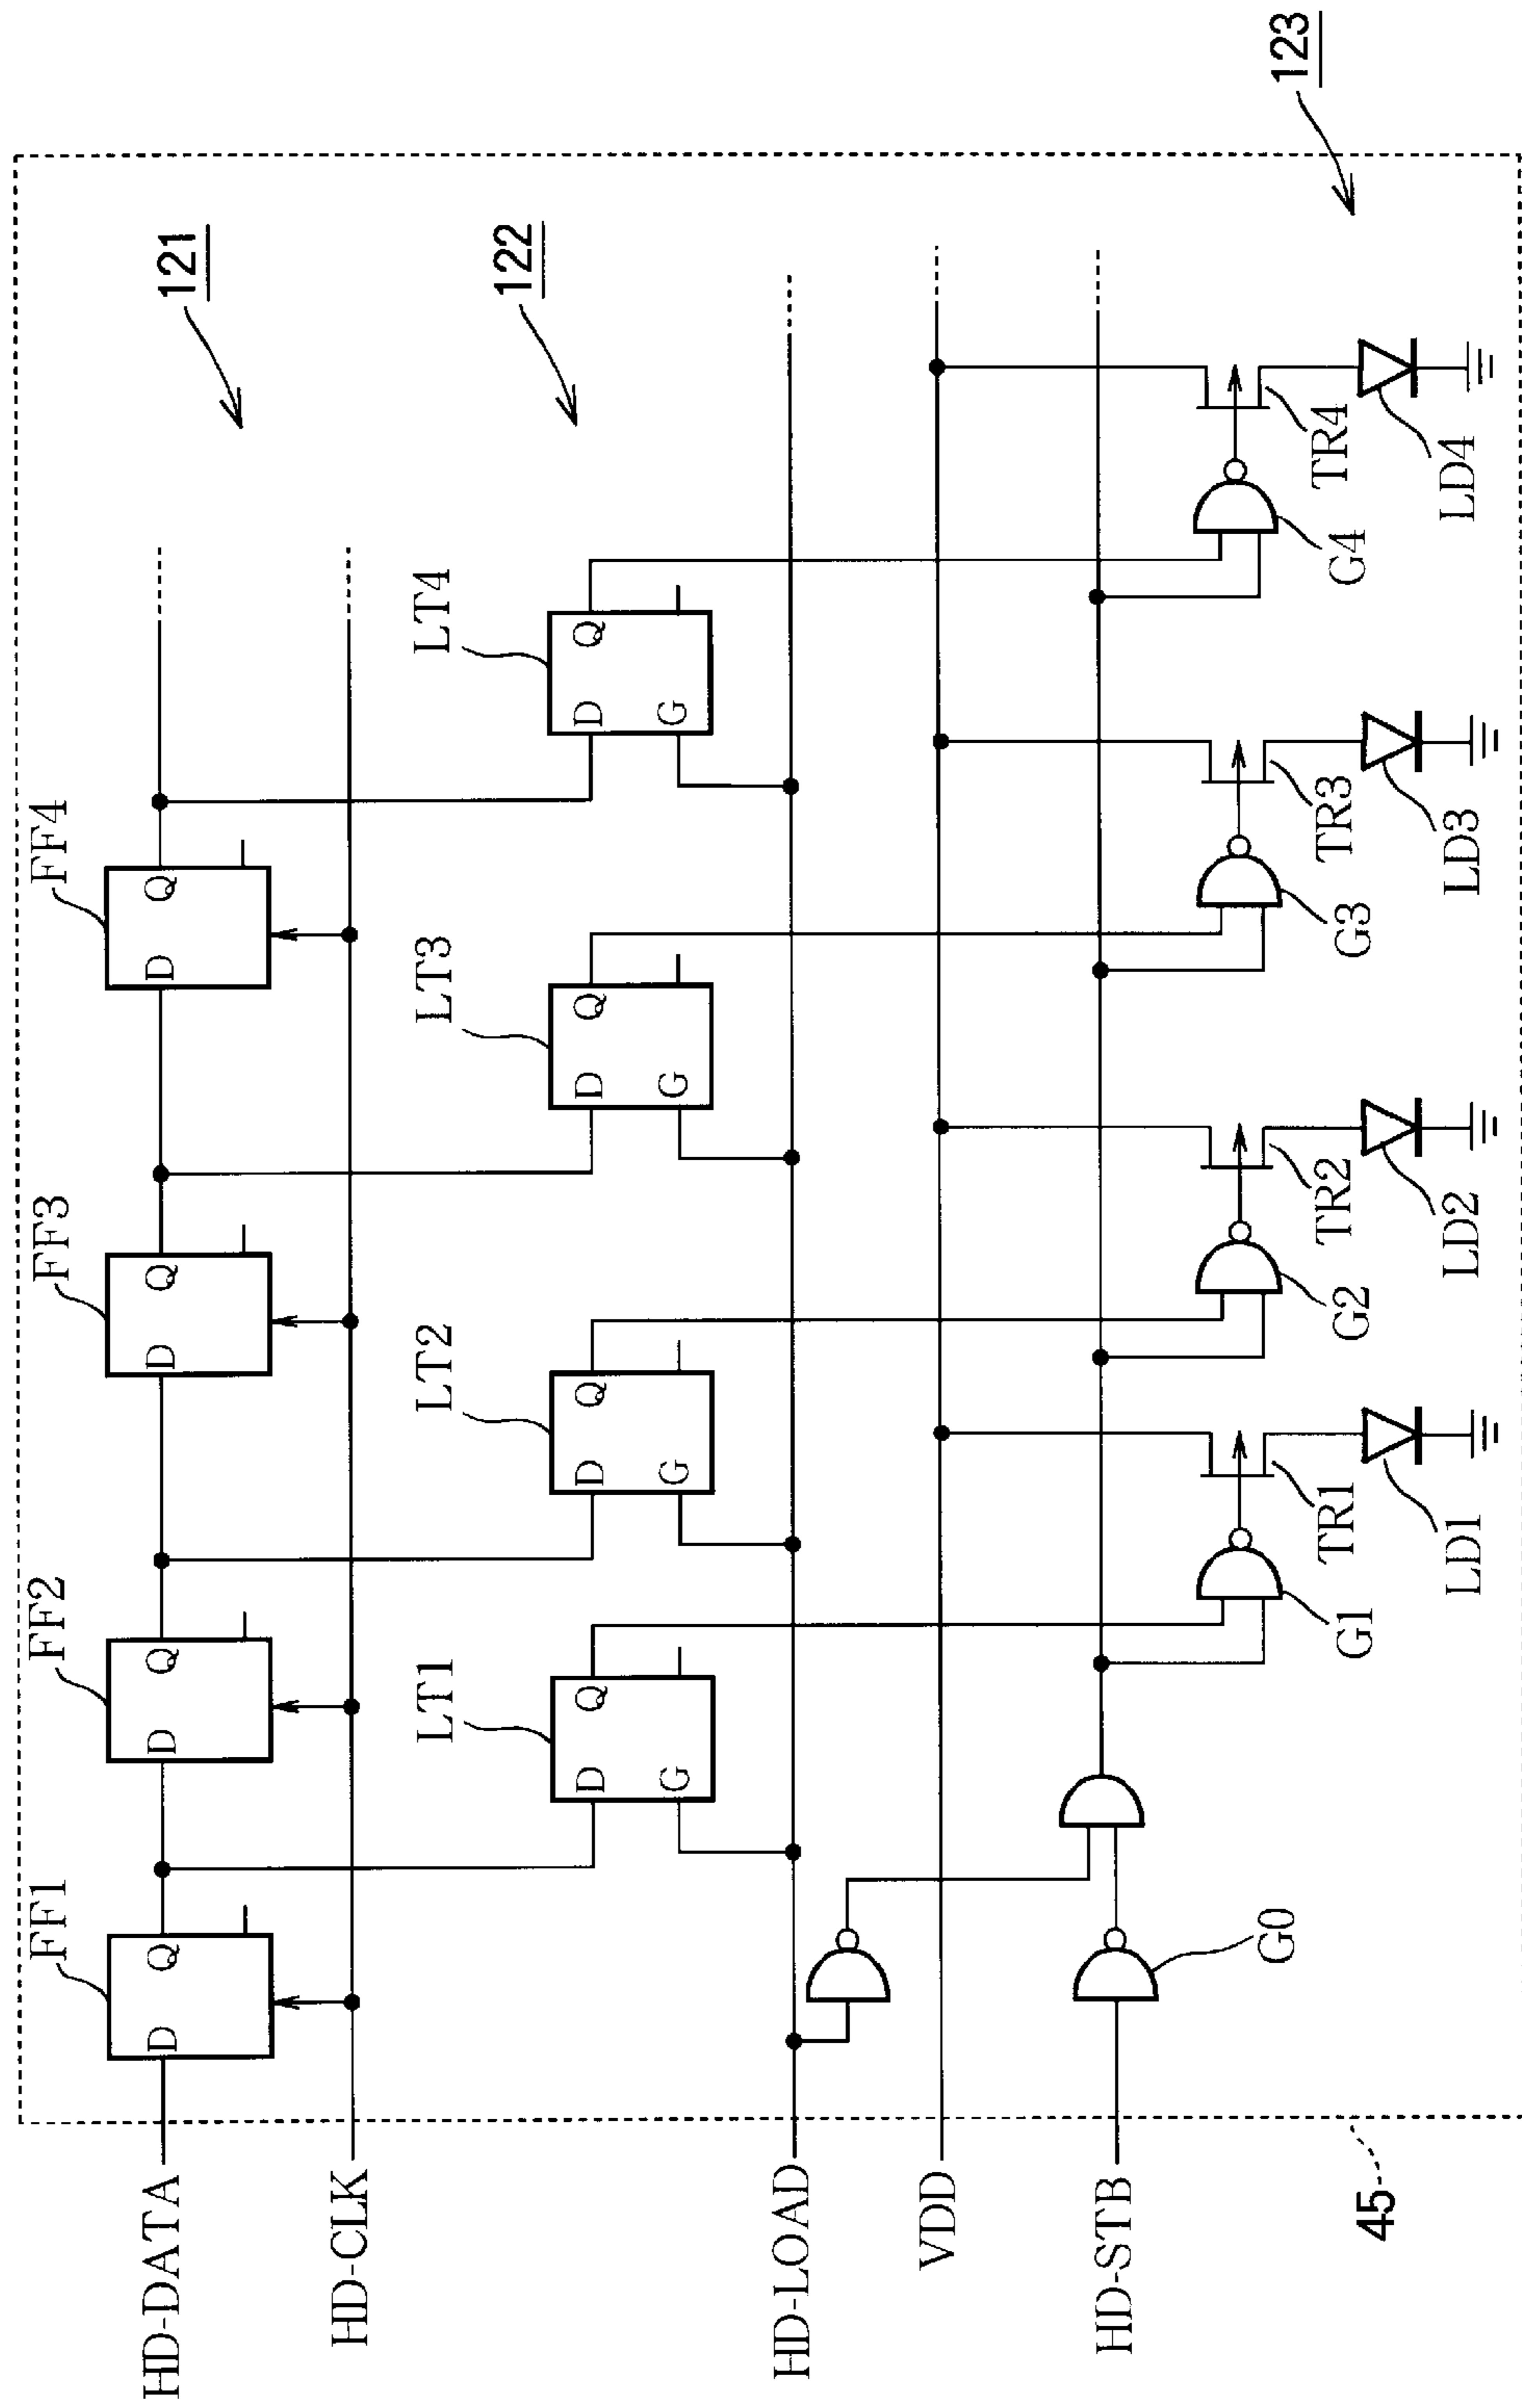 121
122
123
FF1
FF2
FF3
FF4
D Q
D Q
D Q
D Q
HD-DATA
HD-CLK
LT1
LT2
LT3
LT4
D Q
G
D Q
G
D Q
G
D Q
G
HD-LOAD
VDD
HD-STB
G0
G1
G2
G3
G4
TR1
TR2
TR3
TR4
LD1
LD2
LD3
LD4
45